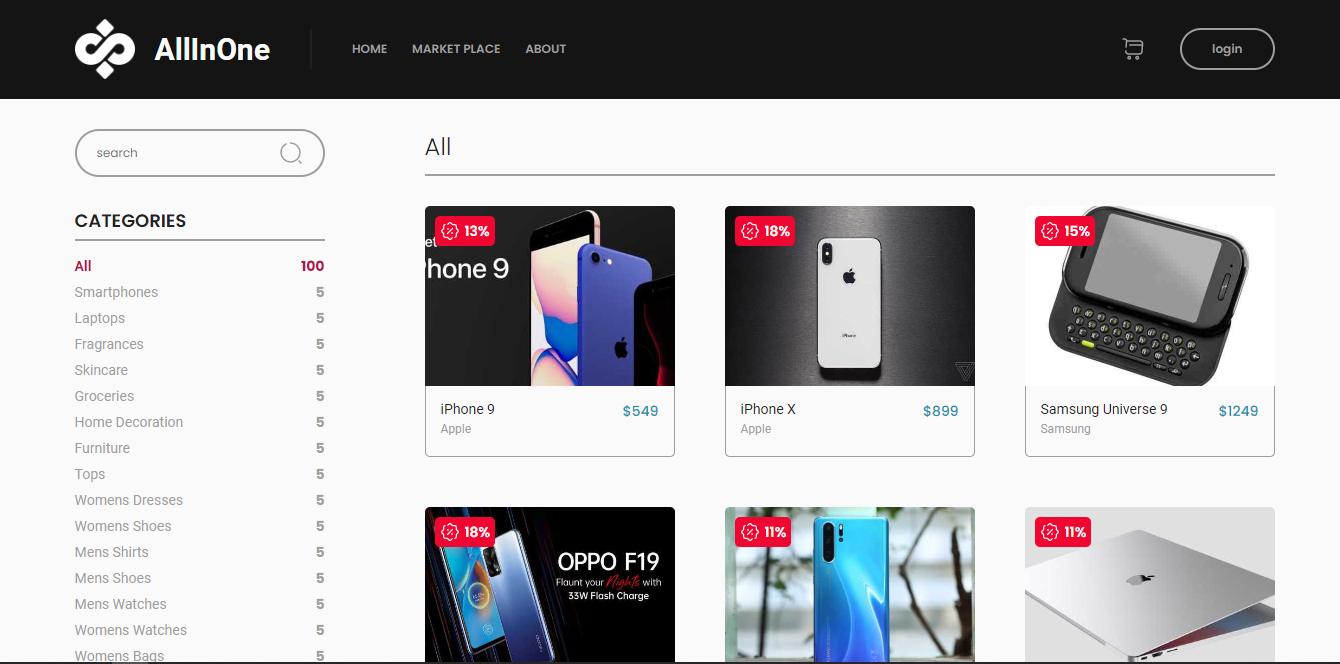 AllInOne
HOME
MARKET PLACE
ABOUT
login
search
CATEGORIES
All 100
Smartphones 5
Laptops 5
Fragrances 5
Skincare 5
Groceries 5
Home Decoration 5
Furniture 5
Tops 5
Womens Dresses 5
Womens Shoes 5
Mens Shirts 5
Mens Shoes 5
Mens Watches 5
Womens Watches 5
Womens Bags 5
All
13%
hone 9
iPhone 9 $549
Apple
18%
iPhone
iPhone X $899
Apple
15%
Samsung Universe 9 $1249
Samsung
18%
OPPO F19
Flaunt your Nights with
33W Flash Charge
11%
11%